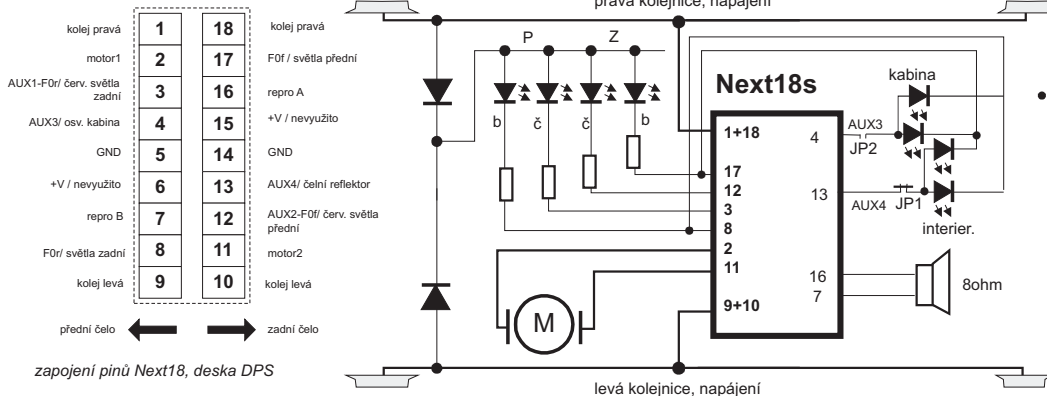 kolej pravá 1 18 kolej pravá
motor1 2 17 F0f / světla přední
AUX1-F0r/ červ. světla
zadní 3 16 repro A
AUX3/ osv. kabina 4 15 +V / nevyužito
GND 5 14 GND
+V / nevyužito 6 13 AUX4/ čelní reflektor
repro B 7 12 AUX2-F0f/ červ. světla
přední
F0r/ světla zadní 8 11 motor2
kolej levá 9 10 kolej levá
přední čelo zadní čelo
zapojení pinů Next18, deska DPS
pravá kolejnice, napájení
P Z
b č č b
Next18s
1+18
17
12
3
8
2
11
9+10
4
13
16
7
AUX3
JP2
AUX4 JP1
kabina
interier.
8ohm
M
levá kolejnice, napájení